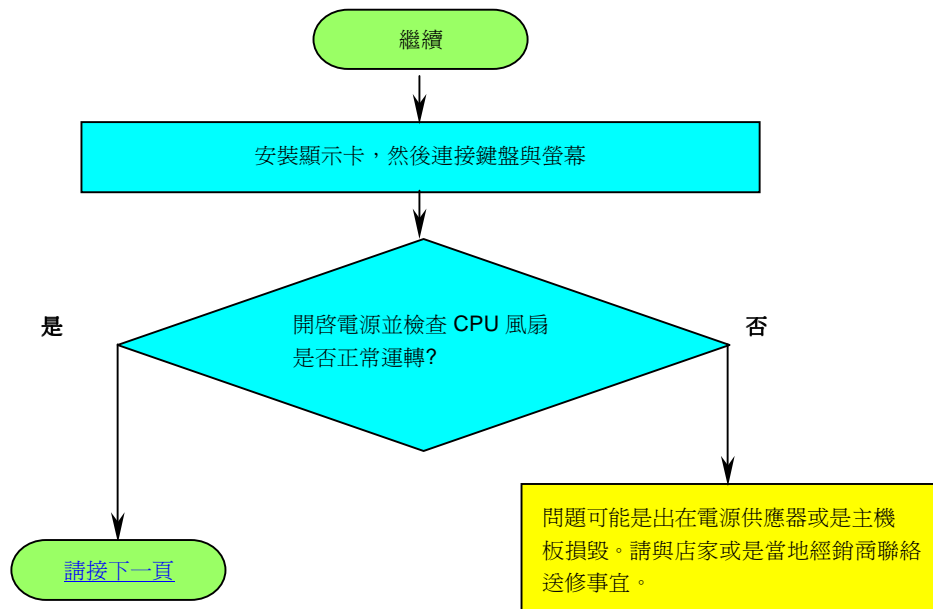 繼續
安裝顯示卡，然後連接鍵盤與螢幕
是
開啓電源並檢查 CPU 風扇
是否正常運轉?
否
請接下一頁
問題可能是出在電源供應器或是主機
板損毀。請與店家或是當地經銷商聯絡
送修事宜。